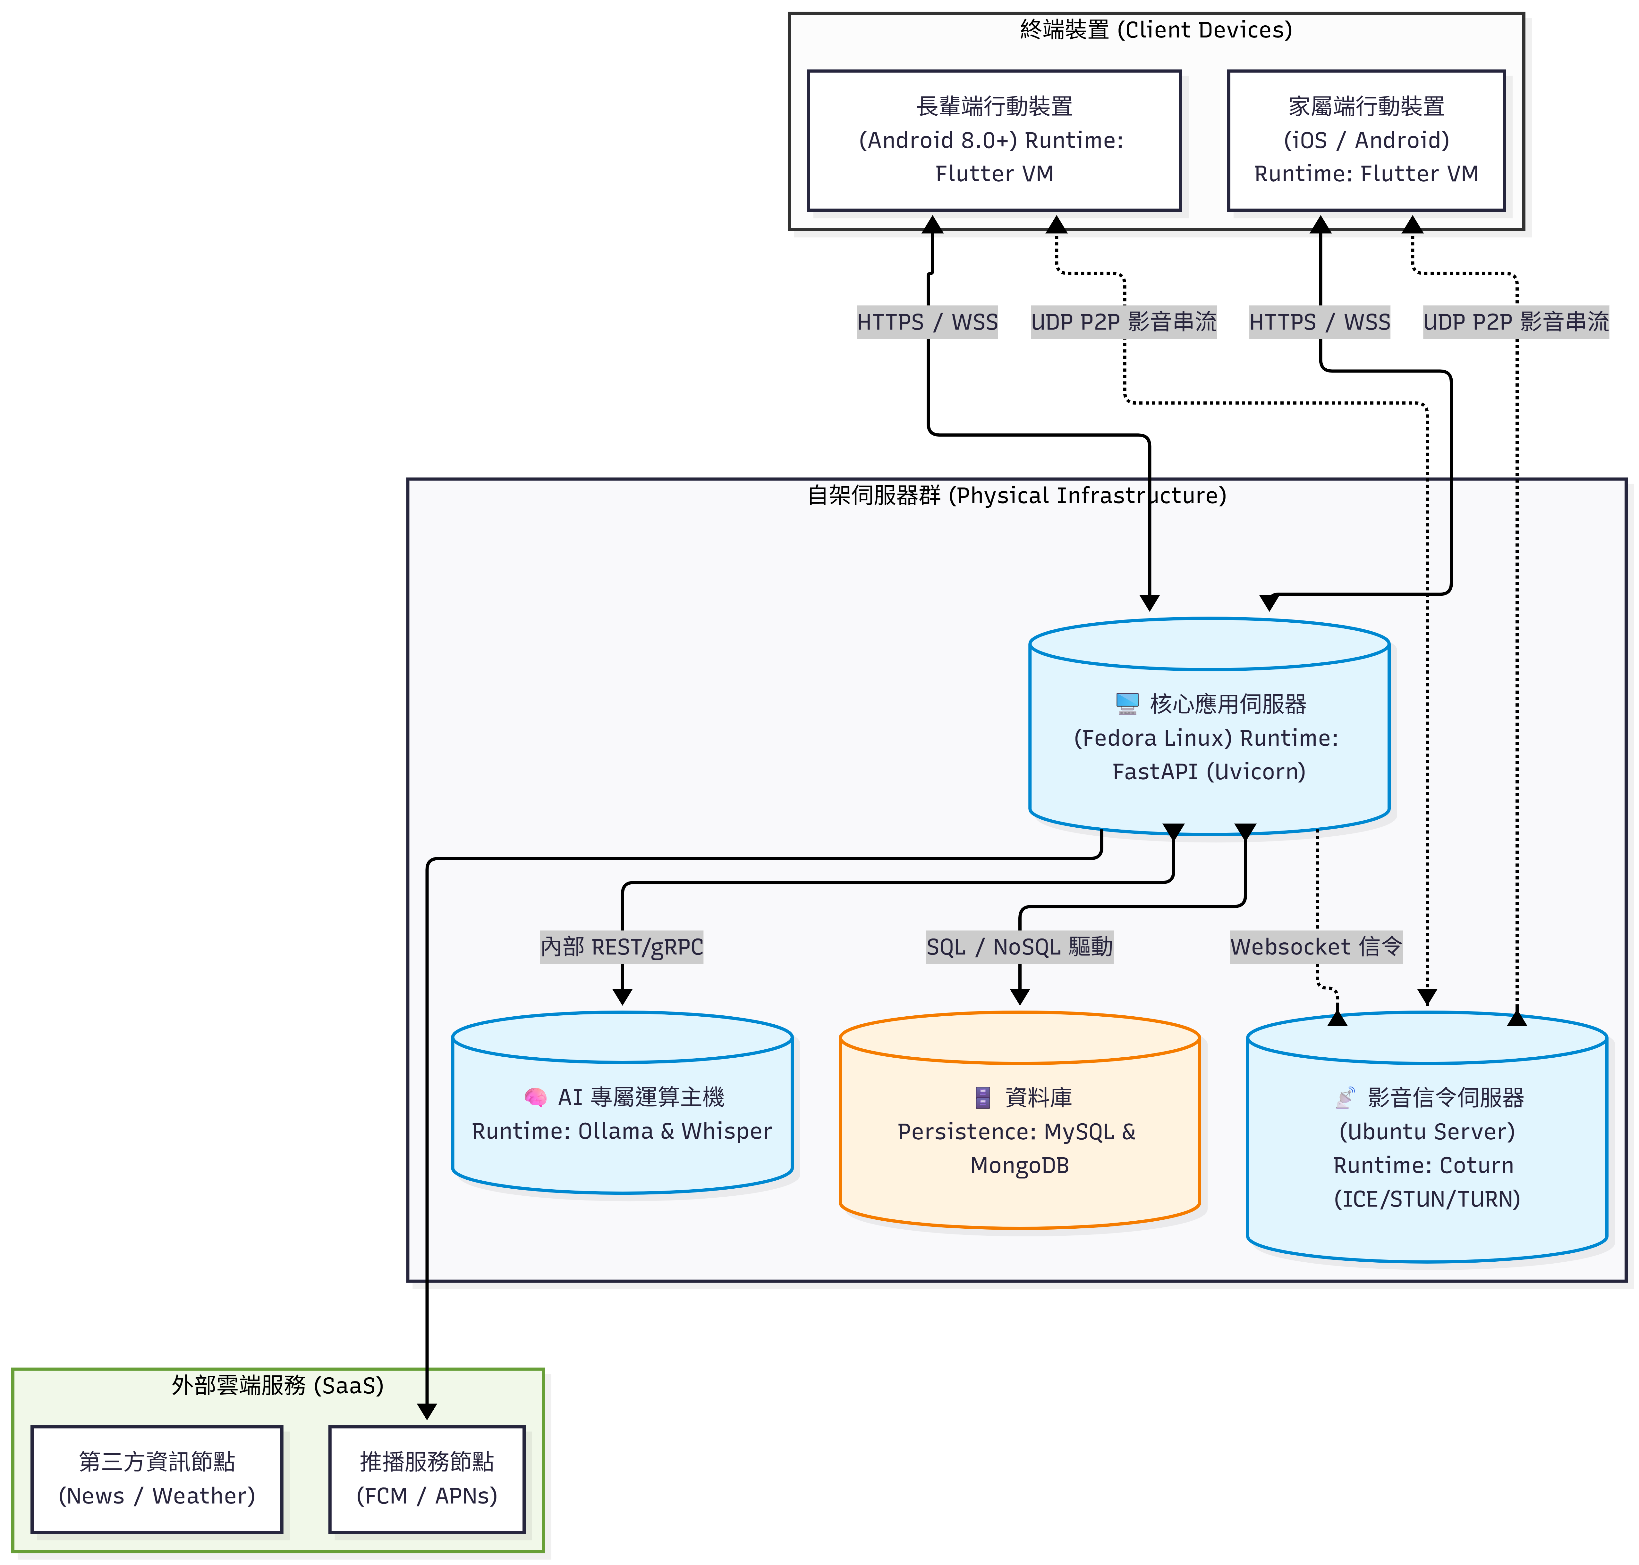 終端裝置 (Client Devices)
長輩端行動裝置
(Android 8.0+) Runtime:
Flutter VM
家屬端行動裝置
(iOS / Android)
Runtime: Flutter VM
HTTPS / WSS
UDP P2P 影音串流
HTTPS / WSS
UDP P2P 影音串流
自架伺服器群 (Physical Infrastructure)
核心應用伺服器
(Fedora Linux) Runtime:
FastAPI (Uvicorn)
內部 REST/gRPC
SQL / NoSQL 驅動
Websocket 信令
AI 專屬運算主機
Runtime: Ollama & Whisper
資料庫
Persistence: MySQL &
MongoDB
影音信令伺服器
(Ubuntu Server)
Runtime: Coturn
(ICE/STUN/TURN)
外部雲端服務 (SaaS)
第三方資訊節點
(News / Weather)
推播服務節點
(FCM / APNs)